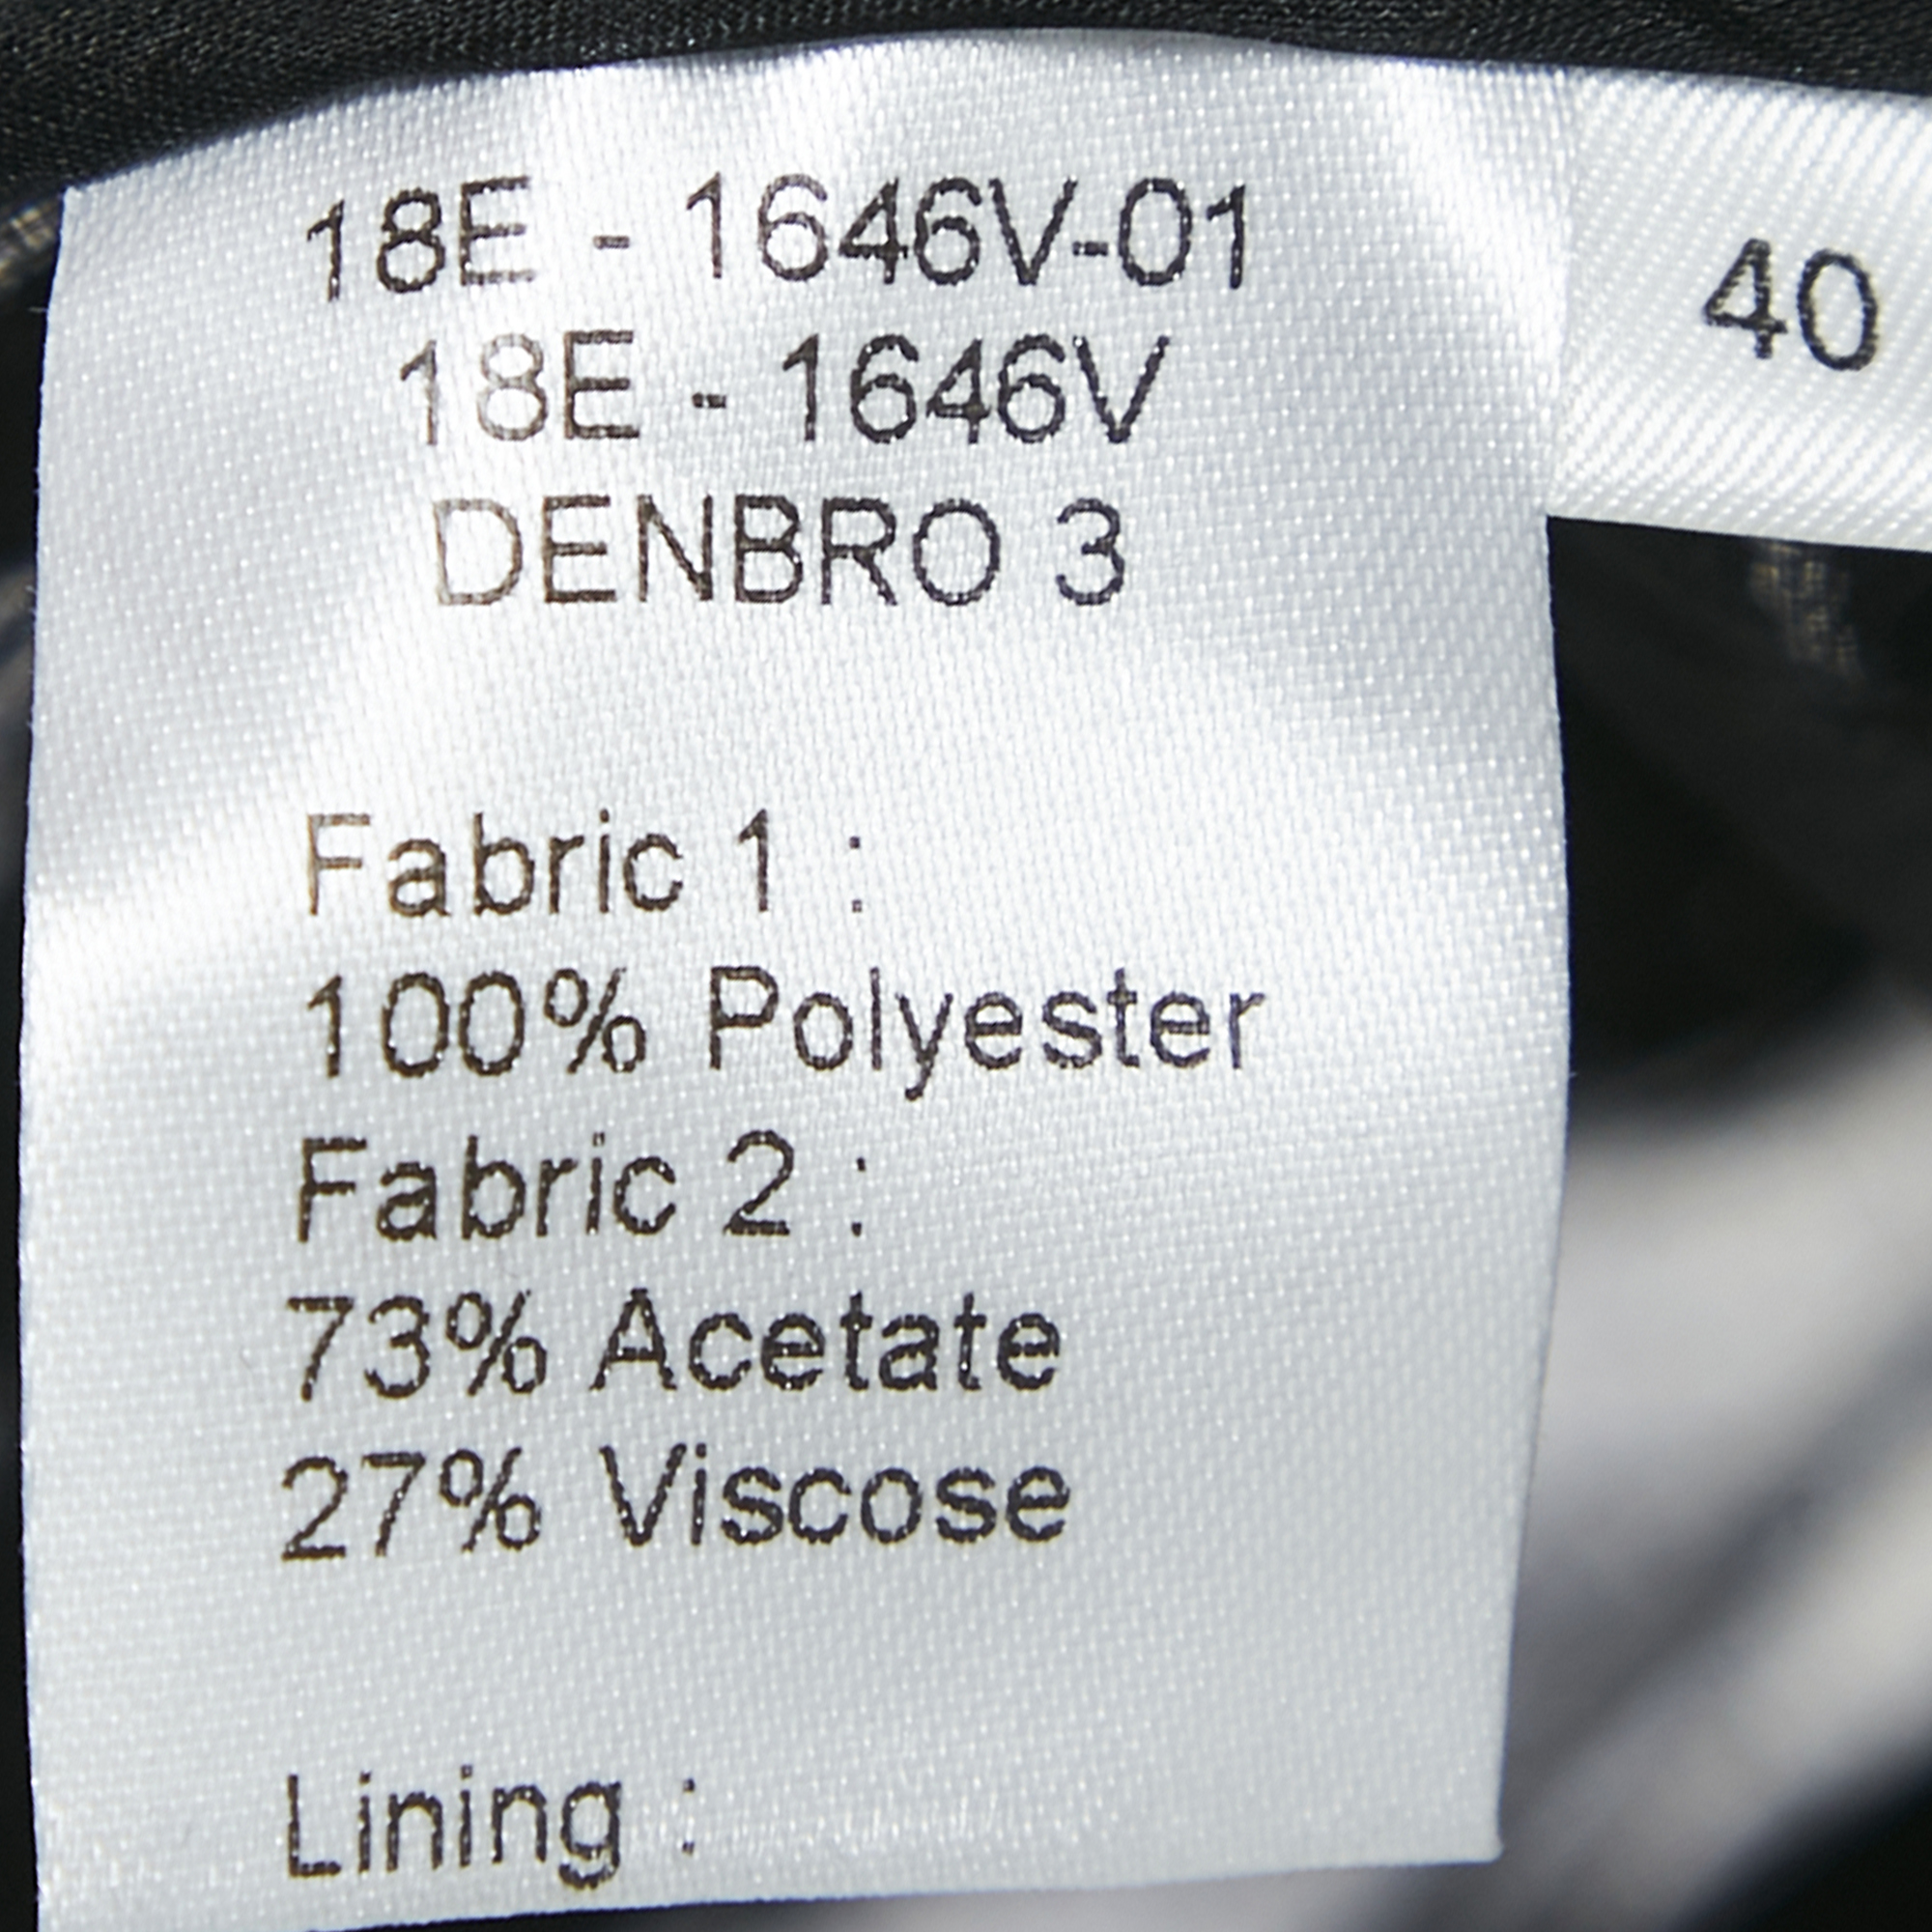 18E - 1646V-01
18E - 1646V
DENBRO 3
Fabric 1 :
100% Polyester
Fabric 2 :
73% Acetate
27% Viscose
Lining :
40